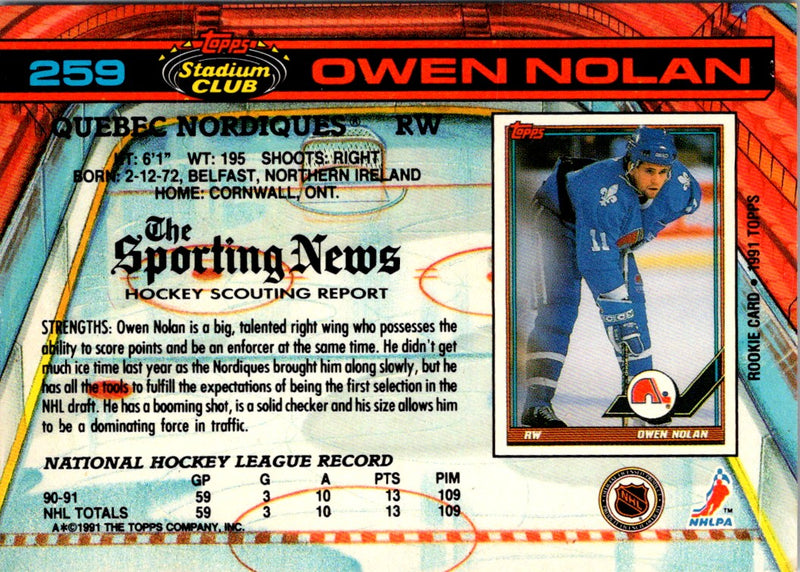 259
Topps
Stadium
CLUB
OWEN NOLAN
QUEBEC NORDIQUES® RW
HT: 6'1" WT: 195 SHOOTS: RIGHT
BORN: 2-12-72, BELFAST, NORTHERN IRELAND
HOME: CORNWALL, ONT.
The
Sporting News
HOCKEY SCOUTING REPORT
STRENGTHS: Owen Nolan is a big, talented right wing who possesses the
ability to score points and be an enforcer at the same time. He didn't get
much ice time last year as the Nordiques brought him along slowly, but he
has all the tools to fulfill the expectations of being the first selection in the
NHL draft. He has a booming shot, is a solid checker and his size allows him
to be a dominating force in traffic.
NATIONAL HOCKEY LEAGUE RECORD
GP G A PTS PIM
90-91 59 3 10 13 109
NHL TOTALS 59 3 10 13 109
A*©1991 THE TOPPS COMPANY, INC.
Topps
11
RW OWEN NOLAN
ROOKIE CARD • 1991 TOPPS
NHL
NHLPA™